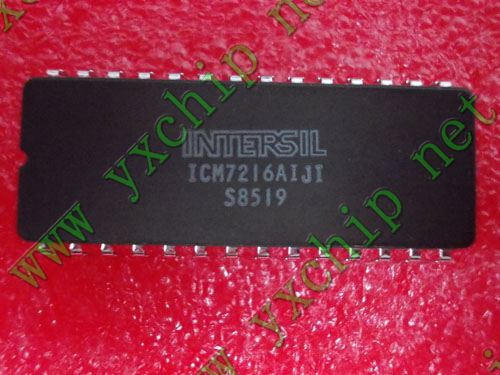 www yxchip net
INTERSIL
ICM7216AIJI
S8519
www yxchip net